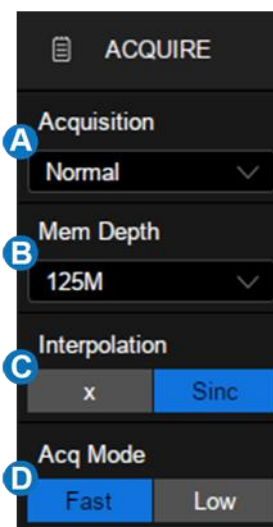 ACQUIRE
Acquisition
A
Normal
Mem Depth
B
125M
Interpolation
C
x Sinc
Acq Mode
D
Fast Low